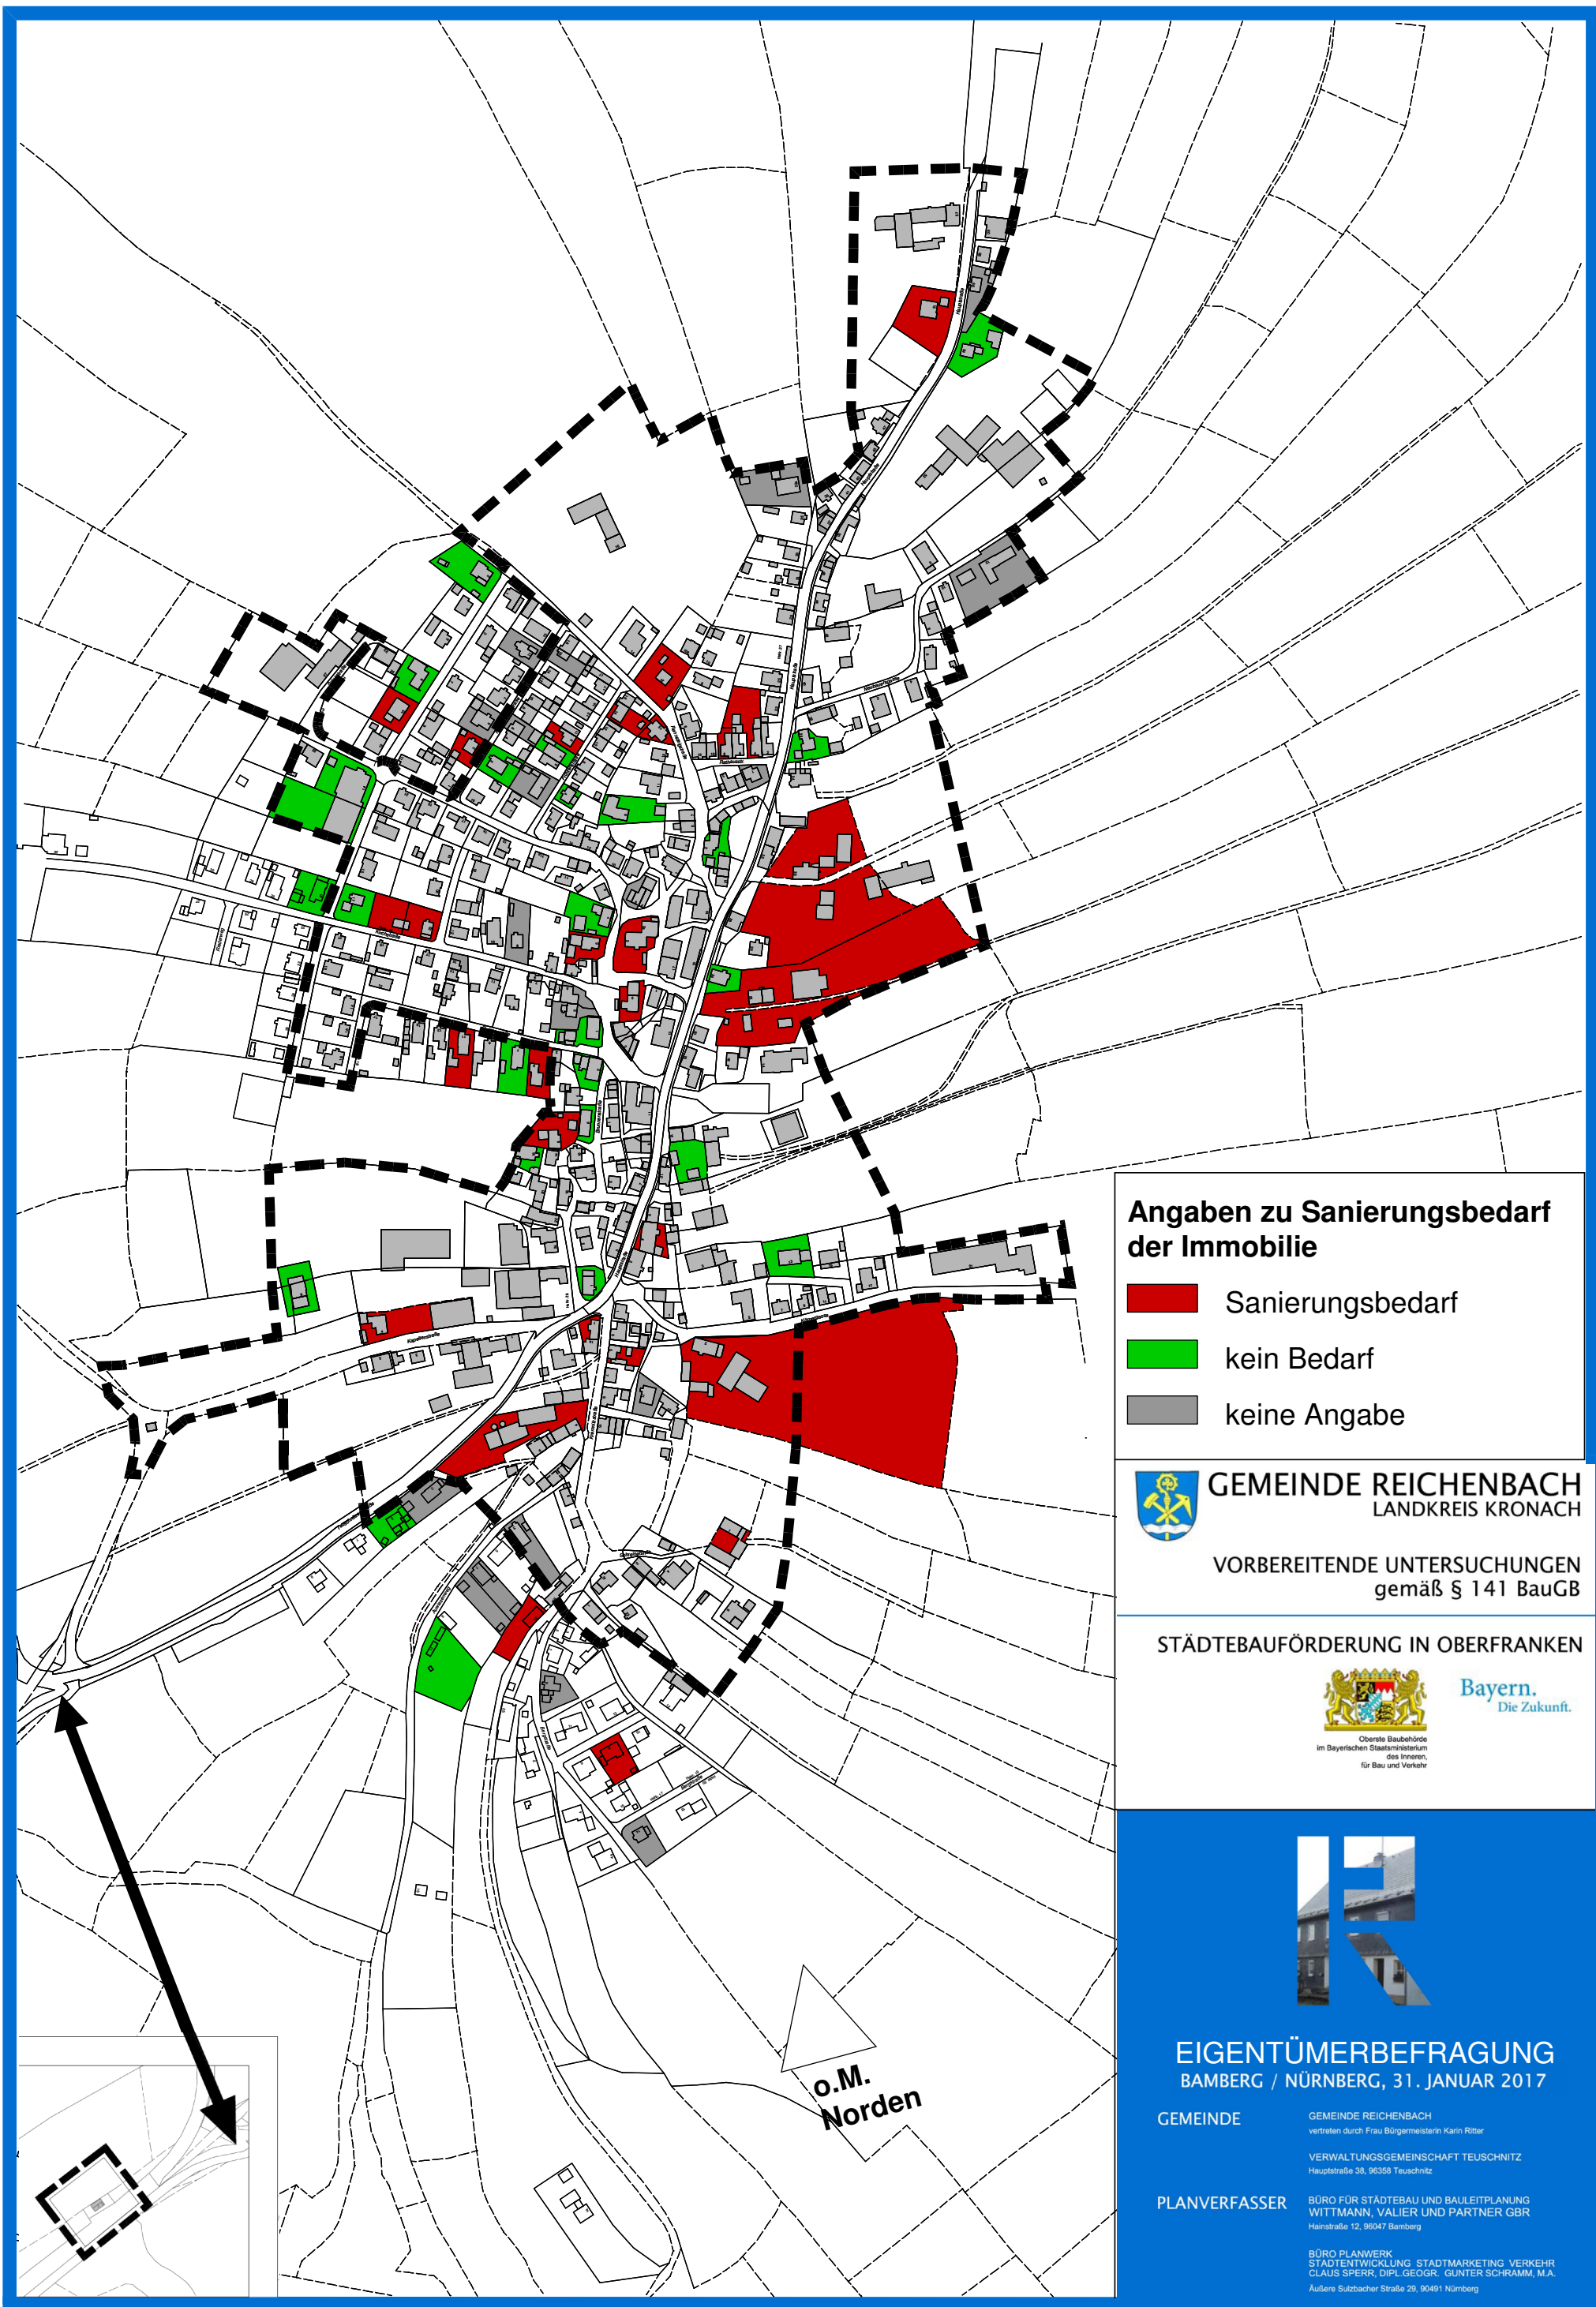 Angaben zu Sanierungsbedarf
der Immobilie
Sanierungsbedarf
kein Bedarf
keine Angabe
GEMEINDE REICHENBACH
LANDKREIS KRONACH
VORBEREITENDE UNTERSUCHUNGEN
gemäß § 141 BauGB
STÄDTEBAUFÖRDERUNG IN OBERFRANKEN
Bayern.
Die Zukunft.
Oberste Baubehörde
im Bayerischen Staatsministerium
des Inneren,
für Bau und Verkehr
EIGENTÜMERBEFRAGUNG
BAMBERG / NÜRNBERG, 31. JANUAR 2017
GEMEINDE
GEMEINDE REICHENBACH
vertreten durch Frau Bürgermeisterin Karin Ritter
VERWALTUNGSGEMEINSCHAFT TEUSCHNITZ
Hauptstraße 38, 96358 Teuschnitz
PLANVERFASSER
BÜRO FÜR STÄDTEBAU UND BAULEITPLANUNG
WITTMANN, VALIER UND PARTNER GBR
Hainstraße 12, 96047 Bamberg
BÜRO PLANWERK
STADTENTWICKLUNG STADTMARKETING VERKEHR
CLAUS SPERR, DIPL.GEOGR. GUNTER SCHRAMM, M.A.
Äußere Sulzbacher Straße 29, 90491 Nürnberg
o.M.
Norden